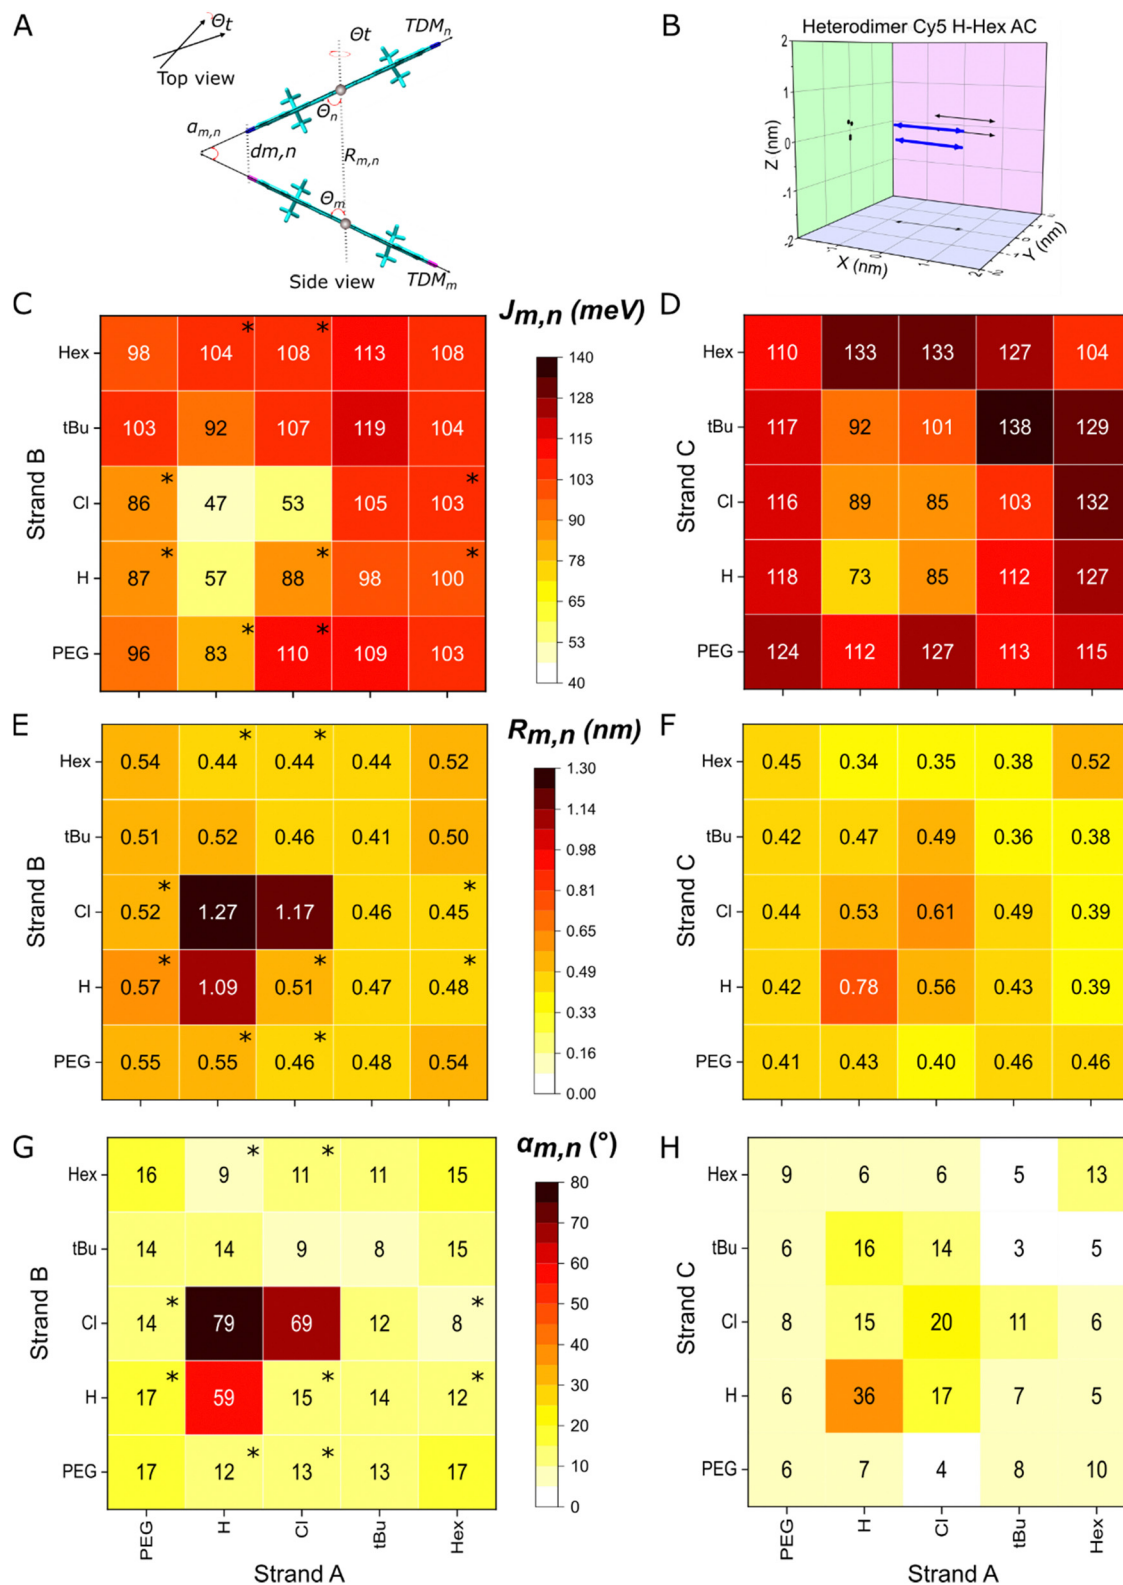 A
Θt
Top view
Θt
TDMn
Θn
αm,n
dm,n
Rm,n
Θm
Side view
TDMm
B
Heterodimer Cy5 H-Hex AC
2
1
0
-1
-2
Z (nm)
X (nm)
Y (nm)
C
Strand B
Hex 98 104 * 108 * 113 108
tBu 103 92 107 119 104
Cl 86 * 47 53 105 103 *
H 87 * 57 88 * 98 100 *
PEG 96 83 * 110 * 109 103
Jm,n (meV)
140
128
115
103
90
78
65
53
40
D
Strand C
Hex 110 133 133 127 104
tBu 117 92 101 138 129
Cl 116 89 85 103 132
H 118 73 85 112 127
PEG 124 112 127 113 115
E
Strand B
Hex 0.54 0.44 * 0.44 * 0.44 0.52
tBu 0.51 0.52 0.46 0.41 0.50
Cl 0.52 * 1.27 1.17 0.46 0.45 *
H 0.57 * 1.09 0.51 * 0.47 0.48 *
PEG 0.55 0.55 * 0.46 * 0.48 0.54
Rm,n (nm)
1.30
1.14
0.98
0.81
0.65
0.49
0.33
0.16
0.00
F
Strand C
Hex 0.45 0.34 0.35 0.38 0.52
tBu 0.42 0.47 0.49 0.36 0.38
Cl 0.44 0.53 0.61 0.49 0.39
H 0.42 0.78 0.56 0.43 0.39
PEG 0.41 0.43 0.40 0.46 0.46
G
Strand B
Hex 16 9 * 11 * 11 15
tBu 14 14 9 8 15
Cl 14 * 79 69 12 8 *
H 17 * 59 15 * 14 12 *
PEG 17 12 * 13 * 13 17
PEG H Cl tBu Hex
Strand A
αm,n (°)
80
70
60
50
40
30
20
10
0
H
Strand C
Hex 9 6 6 5 13
tBu 6 16 14 3 5
Cl 8 15 20 11 6
H 6 36 17 7 5
PEG 6 7 4 8 10
PEG H Cl tBu Hex
Strand A